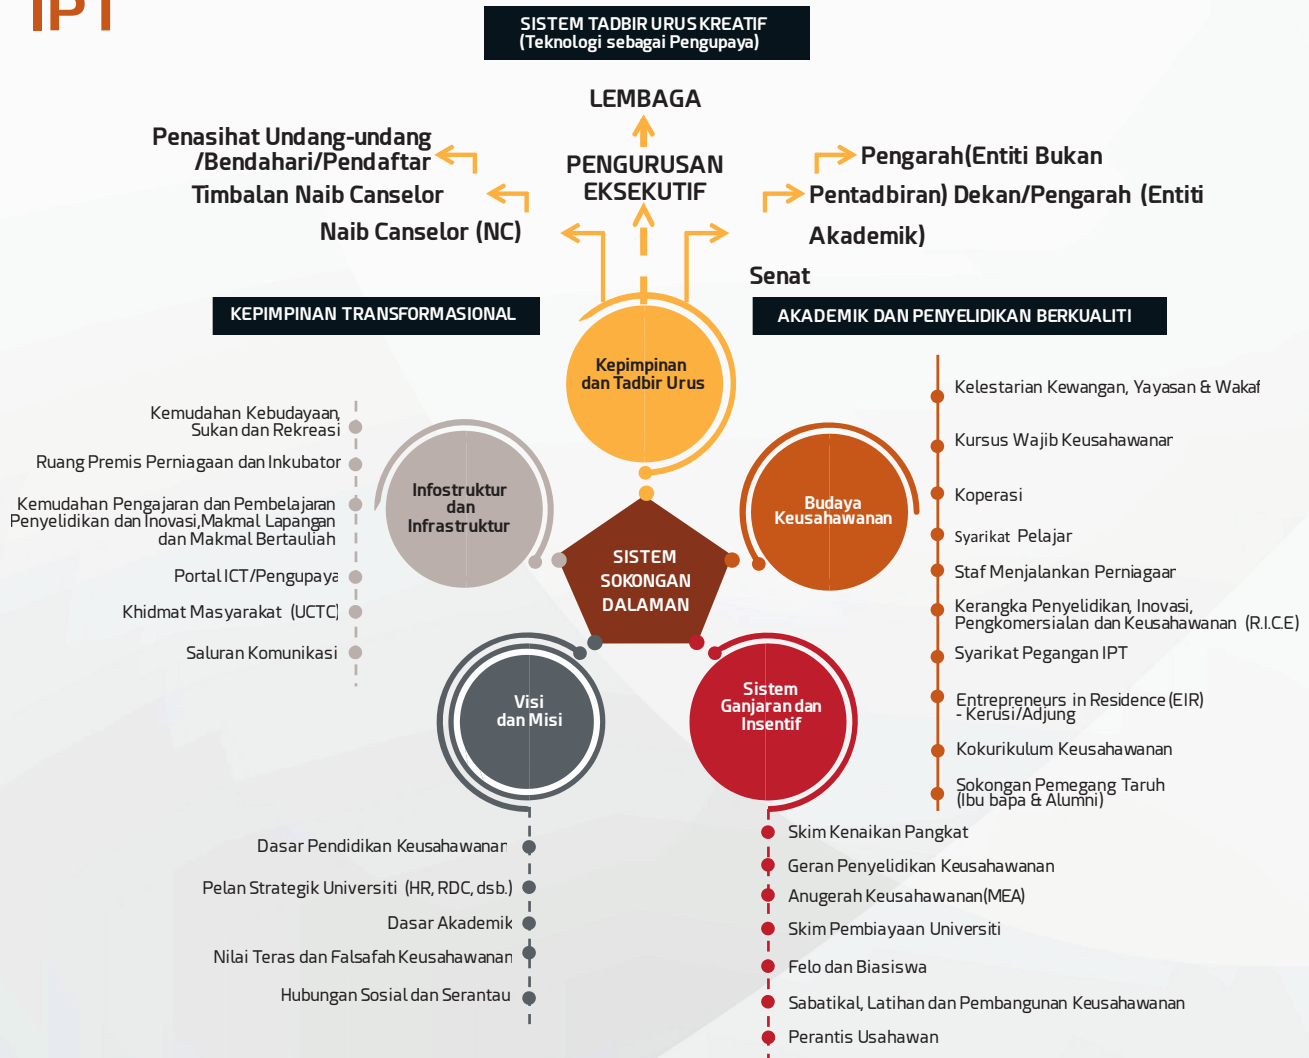 IPT
SISTEM TADBIR URUS KREATIF
(Teknologi sebagai Pengupaya)
LEMBAGA
PENGURUSAN
EKSEKUTIF
Penasihat Undang-undang
/Bendahari/Pendaftar
Timbalan Naib Canselor
Naib Canselor (NC)
Pengarah(Entiti Bukan
Pentadbiran) Dekan/Pengarah (Entiti
Akademik)
Senat
KEPIMPINAN TRANSFORMASIONAL
AKADEMIK DAN PENYELIDIKAN BERKUALITI
Kepimpinan
dan Tadbir Urus
Kemudahan Kebudayaan,
Sukan dan Rekreasi
Ruang Premis Perniagaan dan Inkubator
Kemudahan Pengajaran dan Pembelajaran
Penyelidikan dan Inovasi,Makmal Lapangan
dan Makmal Bertauliah
Portal ICT/Pengupaya
Khidmat Masyarakat (UCTC)
Saluran Komunikasi
Infostruktur
dan
Infrastruktur
SISTEM
SOKONGAN
DALAMAN
Budaya
Keusahawanan
Kelestarian Kewangan, Yayasan & Wakaf
Kursus Wajib Keusahawanan
Koperasi
Syarikat Pelajar
Staf Menjalankan Perniagaan
Kerangka Penyelidikan, Inovasi,
Pengkomersialan dan Keusahawanan (R.I.C.E)
Syarikat Pegangan IPT
Entrepreneurs in Residence (EIR)
- Kerusi/Adjung
Kokurikulum Keusahawanan
Sokongan Pemegang Taruh
(Ibu bapa & Alumni)
Visi
dan Misi
Dasar Pendidikan Keusahawanan
Pelan Strategik Universiti (HR, RDC, dsb.)
Dasar Akademik
Nilai Teras dan Falsafah Keusahawanan
Hubungan Sosial dan Serantau
Sistem
Ganjaran dan
Insentif
Skim Kenaikan Pangkat
Geran Penyelidikan Keusahawanan
Anugerah Keusahawanan(MEA)
Skim Pembiayaan Universiti
Felo dan Biasiswa
Sabatikal, Latihan dan Pembangunan Keusahawanan
Perantis Usahawan